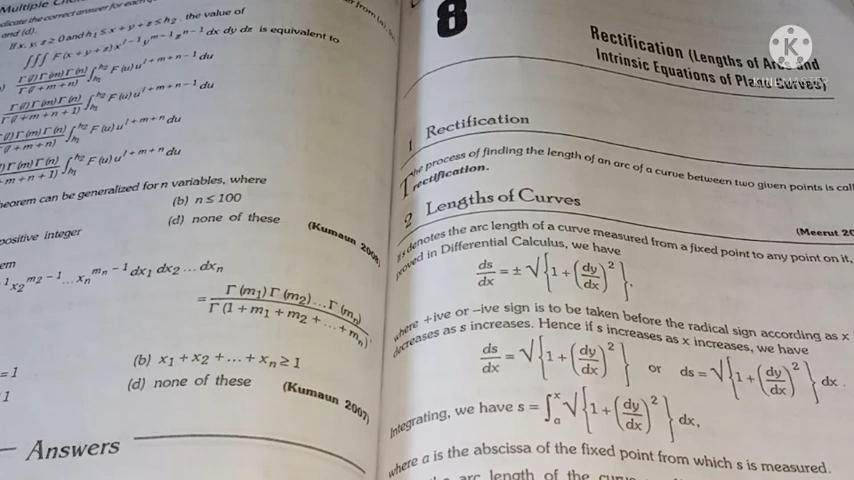 Multiple
dicate the correct answer for each
and (d).
If x, y, z ≥ 0 and h₁ ≤ x + y + z ≤ h₂, the value of
∫∫∫ F(x + y + z) x^{l−1} y^{m−1} z^{n−1} dx dy dz is equivalent to
Γ(l) Γ(m) Γ(n) / Γ(l + m + n) ∫_{h₁}^{h₂} F(u) u^{l+m+n−1} du
Γ(l) Γ(m) Γ(n) / Γ(l + m + n + 1) ∫_{h₁}^{h₂} F(u) u^{l+m+n−1} du
Γ(l) Γ(m) Γ(n) / Γ(l + m + n) ∫_{h₁}^{h₂} F(u) u^{l+m+n} du
Γ(m) Γ(n) / + m + n + 1) ∫_{h₁}^{h₂} F(u) u^{l+m+n} du
heorem can be generalized for n variables, where
(b) n ≤ 100
positive integer
(d) none of these
(Kumaun 2008)
em
x₂^{m₂−1} ... xₙ^{mₙ−1} dx₁ dx₂ ... dxₙ
= Γ(m₁) Γ(m₂) ... Γ(mₙ) / Γ(1 + m₁ + m₂ + ... + mₙ)
= 1
(b) x₁ + x₂ + ... + xₙ ≥ 1
1
(d) none of these
(Kumaun 2007)
Answers
8
Rectification (Lengths of Arcs and
Intrinsic Equations of Plane Curves)
K
1 Rectification
The process of finding the length of an arc of a curve between two given points is call
rectification.
2 Lengths of Curves
(Meerut 20
If s denotes the arc length of a curve measured from a fixed point to any point on it,
proved in Differential Calculus, we have
ds/dx = ± √{1 + (dy/dx)²},
where +ive or –ive sign is to be taken before the radical sign according as x
decreases as s increases. Hence if s increases as x increases, we have
ds/dx = √{1 + (dy/dx)²} or ds = √{1 + (dy/dx)²} dx.
Integrating, we have s = ∫_a^x √{1 + (dy/dx)²} dx,
where a is the abscissa of the fixed point from which s is measured.
arc length of the curve